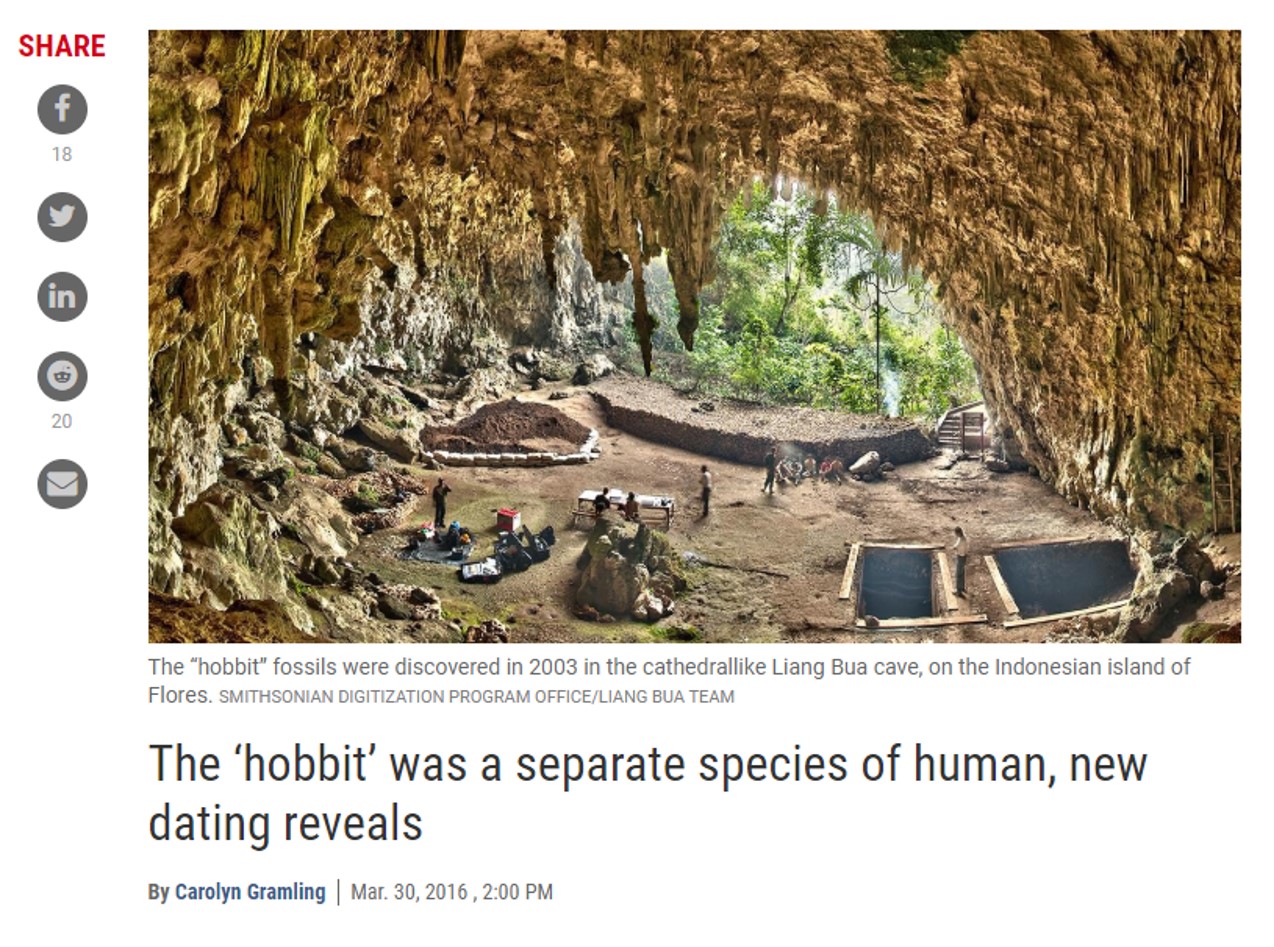 SHARE
18
20
The “hobbit” fossils were discovered in 2003 in the cathedrallike Liang Bua cave, on the Indonesian island of
Flores. SMITHSONIAN DIGITIZATION PROGRAM OFFICE/LIANG BUA TEAM
The ‘hobbit’ was a separate species of human, new
dating reveals
By Carolyn Gramling | Mar. 30, 2016 , 2:00 PM